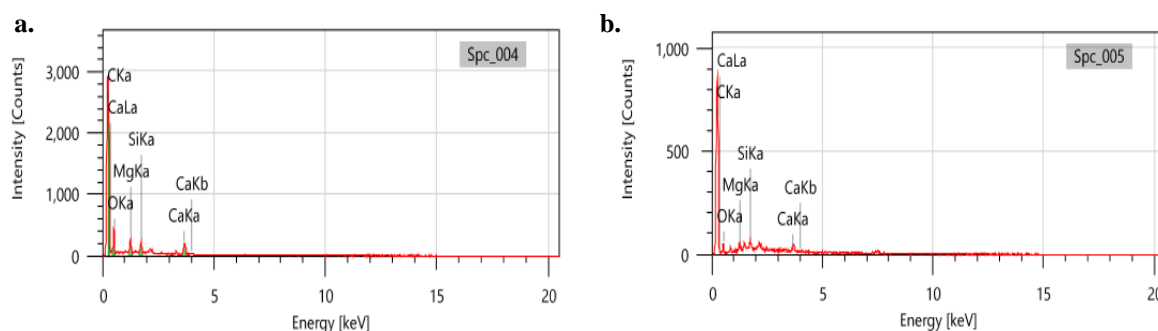 a.
Intensity [Counts]
3,000
2,000
1,000
0
Spc_004
CKa
CaLa
SiKa
MgKa
OKa
CaKb
CaKa
0 5 10 15 20
Energy [keV]
b.
Intensity [Counts]
1,000
500
0
Spc_005
CaLa
CKa
SiKa
MgKa
OKa
CaKb
CaKa
0 5 10 15 20
Energy [keV]